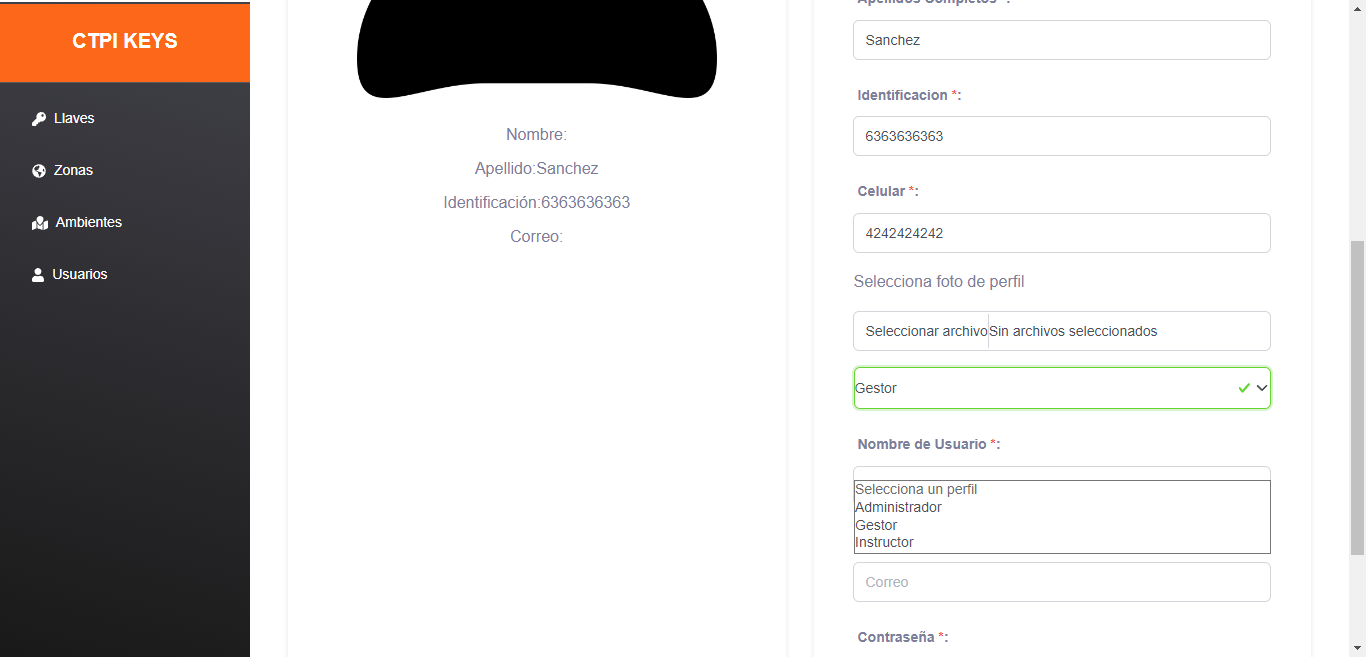 CTPI KEYS
Llaves
Zonas
Ambientes
Usuarios
Nombre:
Apellido:Sanchez
Identificación:6363636363
Correo:
Apellidos Completos *:
Sanchez
Identificacion *:
6363636363
Celular *:
4242424242
Selecciona foto de perfil
Seleccionar archivo Sin archivos seleccionados
Gestor
Nombre de Usuario *:
Selecciona un perfil
Administrador
Gestor
Instructor
Correo
Contraseña *: